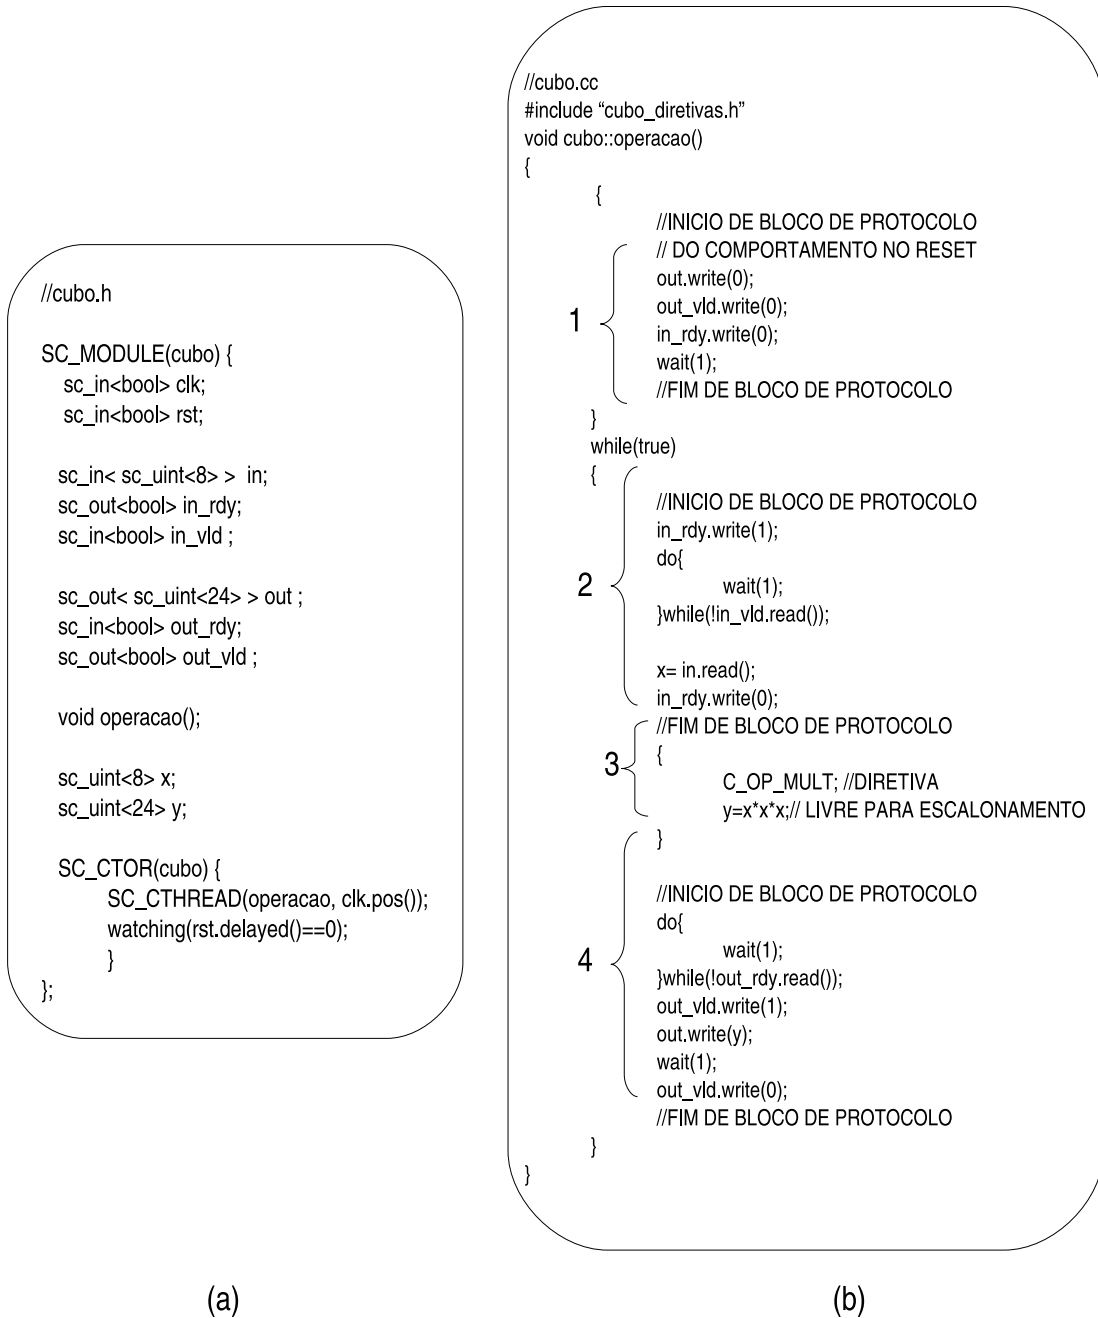 //cubo.h
SC_MODULE(cubo) {
sc_in<bool> clk;
sc_in<bool> rst;
sc_in< sc_uint<8> >  in;
sc_out<bool> in_rdy;
sc_in<bool> in_vld ;
sc_out< sc_uint<24> > out ;
sc_in<bool> out_rdy;
sc_out<bool> out_vld ;
void operacao();
sc_uint<8> x;
sc_uint<24> y;
SC_CTOR(cubo) {
SC_CTHREAD(operacao, clk.pos());
watching(rst.delayed()==0);
}
};
(a)
//cubo.cc
#include “cubo_diretivas.h”
void cubo::operacao()
{
{
//INICIO DE BLOCO DE PROTOCOLO
// DO COMPORTAMENTO NO RESET
out.write(0);
out_vld.write(0);
1
in_rdy.write(0);
wait(1);
//FIM DE BLOCO DE PROTOCOLO
}
while(true)
{
//INICIO DE BLOCO DE PROTOCOLO
in_rdy.write(1);
do{
2
wait(1);
}while(!in_vld.read());
x= in.read();
in_rdy.write(0);
//FIM DE BLOCO DE PROTOCOLO
3
{
C_OP_MULT; //DIRETIVA
y=x*x*x;// LIVRE PARA ESCALONAMENTO
}
//INICIO DE BLOCO DE PROTOCOLO
do{
wait(1);
4
}while(!out_rdy.read());
out_vld.write(1);
out.write(y);
wait(1);
out_vld.write(0);
//FIM DE BLOCO DE PROTOCOLO
}
}
(b)